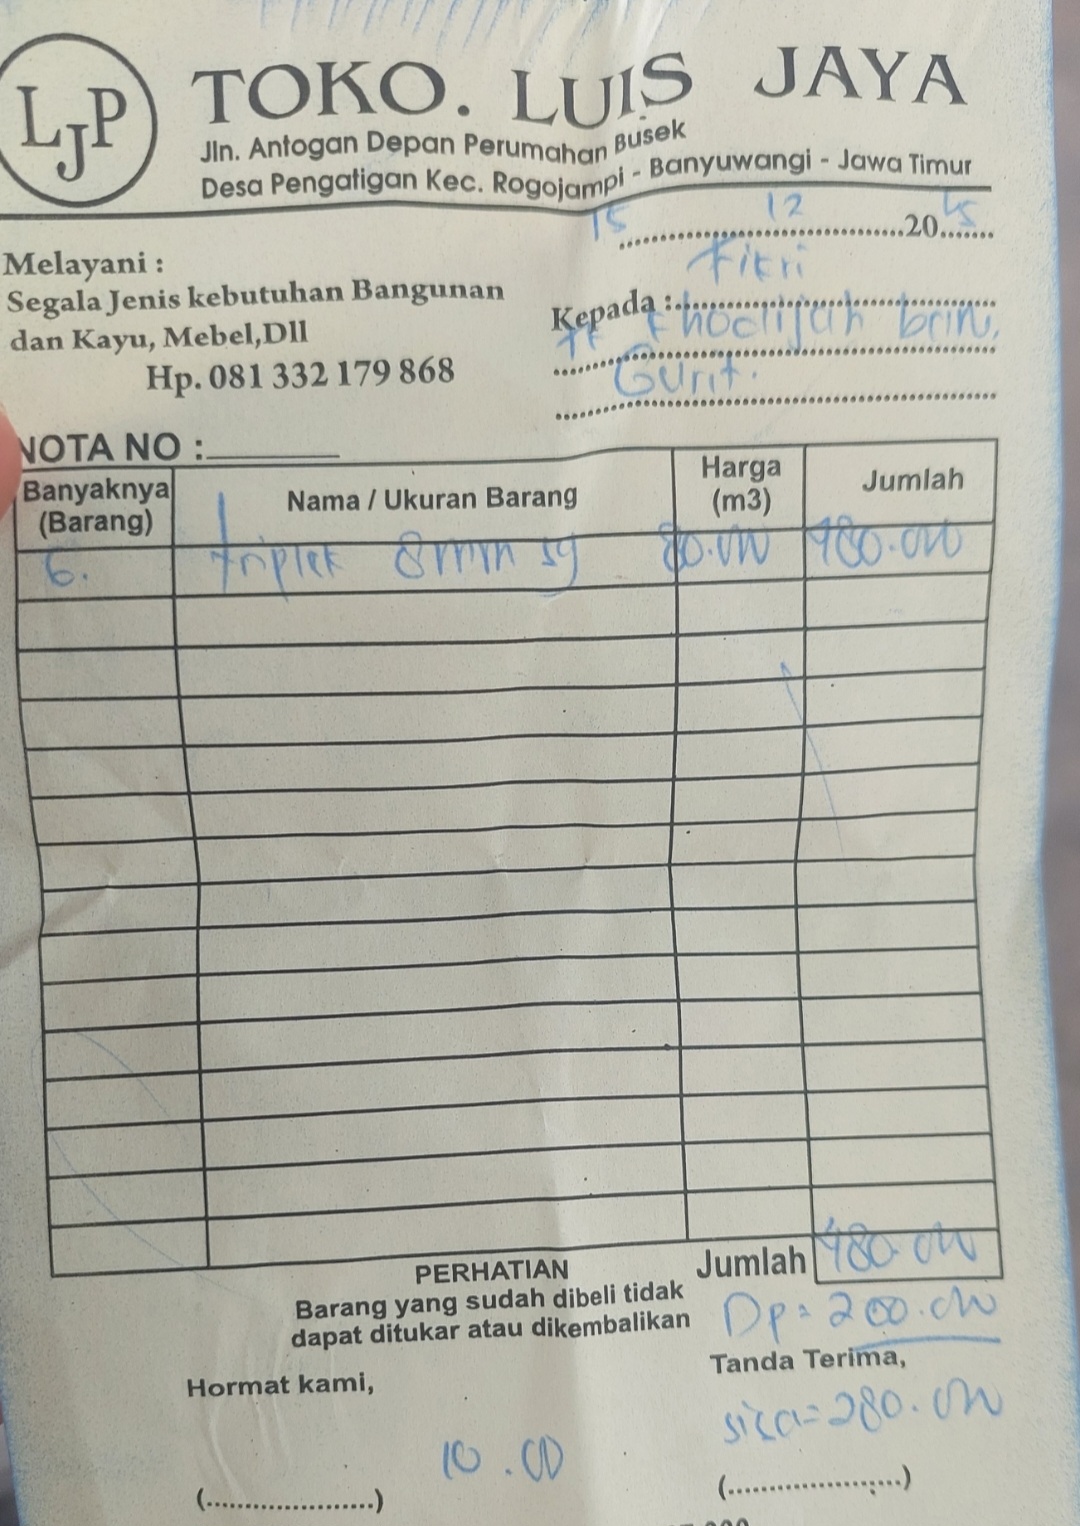 LJP
TOKO. LUIS JAYA
Jln. Antogan Depan Perumahan Busek
Desa Pengatigan Kec. Rogojampi - Banyuwangi - Jawa Timur
15 12 20
Melayani :
Segala Jenis kebutuhan Bangunan
dan Kayu, Mebel,Dll
Hp. 081 332 179 868
Fikri
Kepada :
Khodijah
Gurit.
NOTA NO :
Banyaknya (Barang) Nama / Ukuran Barang Harga (m3) Jumlah
6. triplek 8mm sg 80.000 480.000
Jumlah 480.000
PERHATIAN
Barang yang sudah dibeli tidak
dapat ditukar atau dikembalikan
Dp = 200.000
Tanda Terima,
Hormat kami,
sisa = 280.000
10.00
(.....................) (.....................)